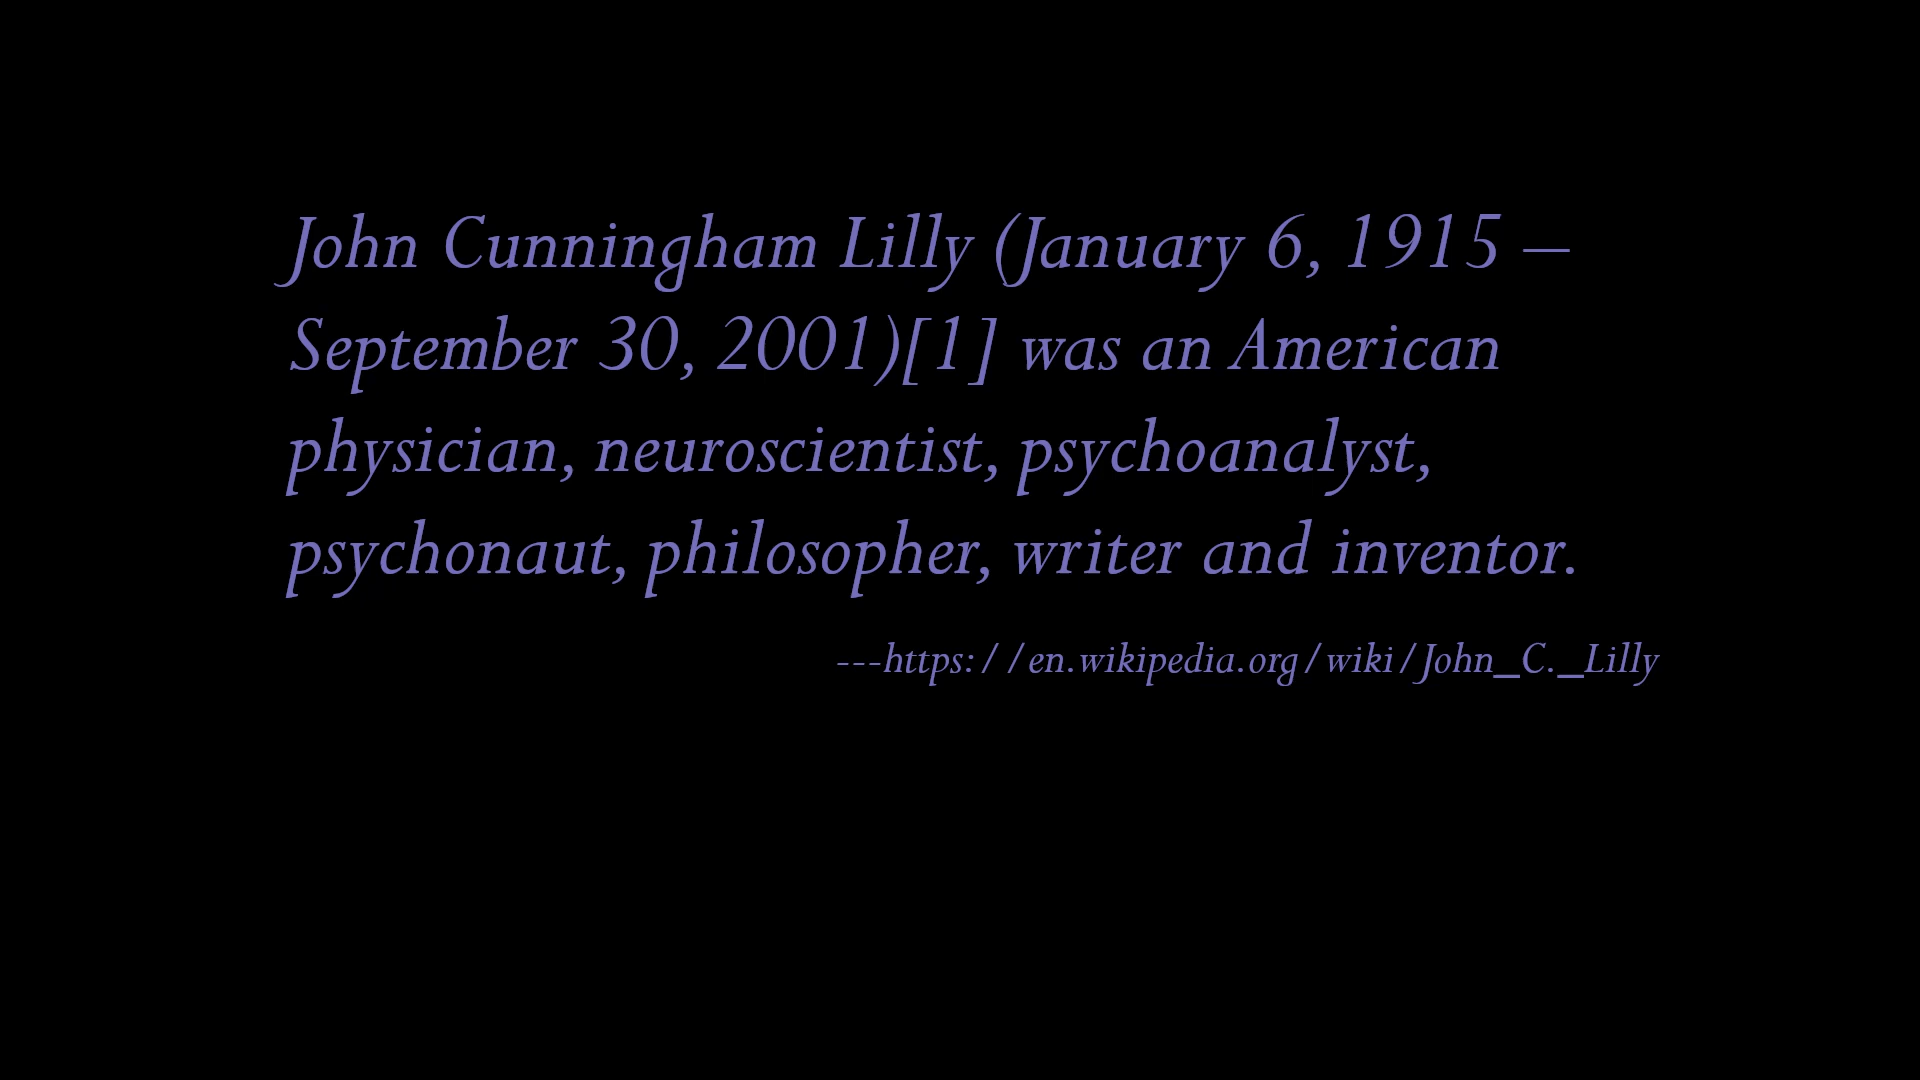 John Cunningham Lilly (January 6, 1915 –
September 30, 2001)[1] was an American
physician, neuroscientist, psychoanalyst,
psychonaut, philosopher, writer and inventor.
---https://en.wikipedia.org/wiki/John_C._Lilly